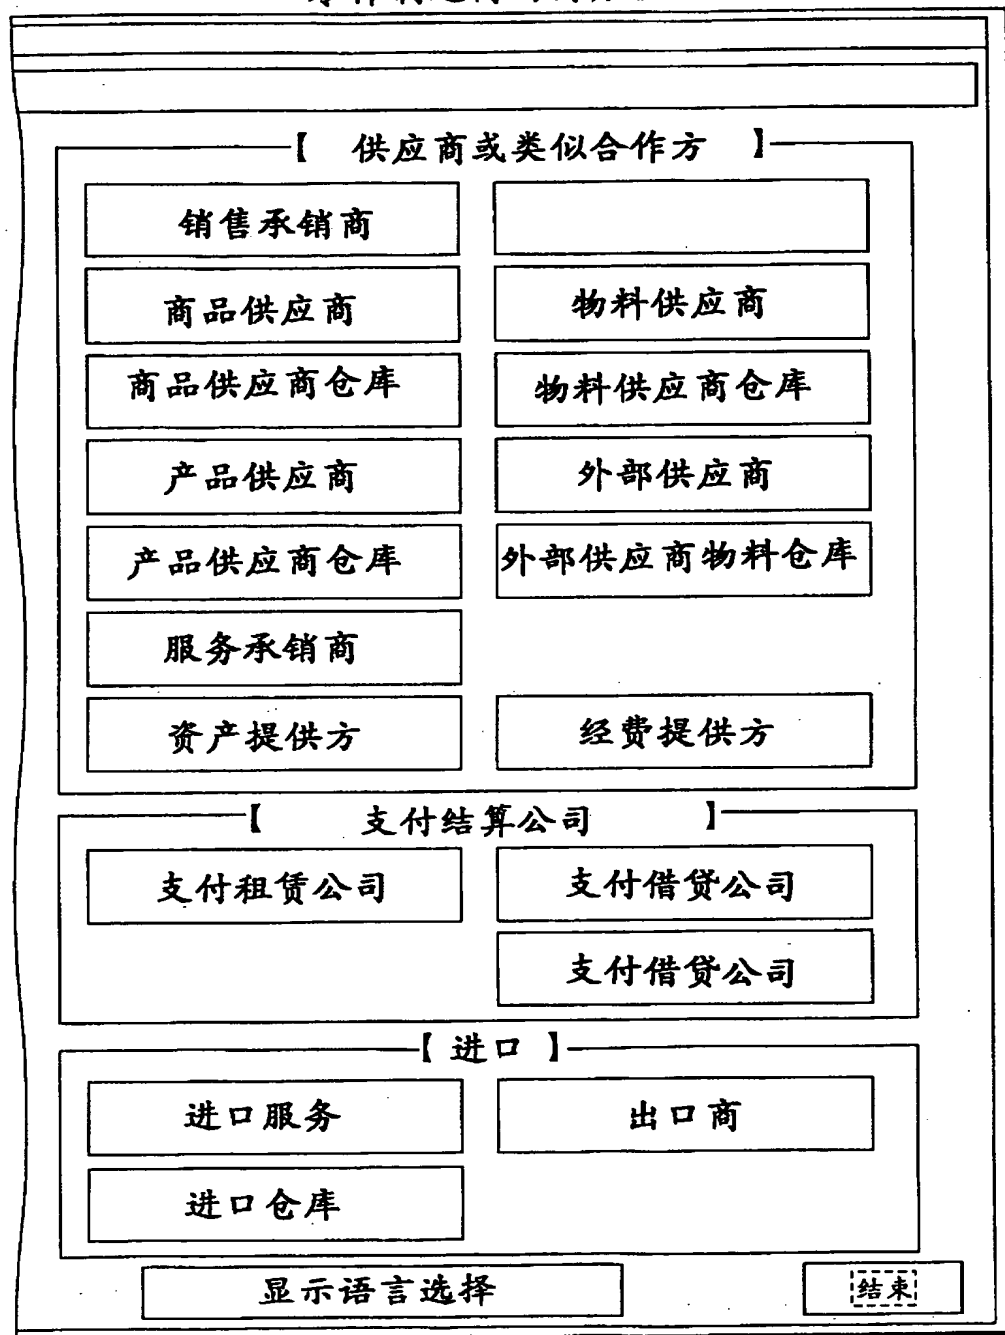 【 供应商或类似合作方 】
销售承销商
商品供应商 物料供应商
商品供应商仓库 物料供应商仓库
产品供应商 外部供应商
产品供应商仓库 外部供应商物料仓库
服务承销商
资产提供方 经费提供方
【 支付结算公司 】
支付租赁公司 支付借贷公司
支付借贷公司
【 进口 】
进口服务 出口商
进口仓库
显示语言选择 结束